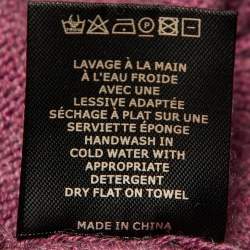 LAVAGE À LA MAIN
À L'EAU FROIDE
AVEC UNE
LESSIVE ADAPTÉE
SÉCHAGE À PLAT SUR UNE
SERVIETTE ÉPONGE
HANDWASH IN
COLD WATER WITH
APPROPRIATE
DETERGENT
DRY FLAT ON TOWEL
MADE IN CHINA